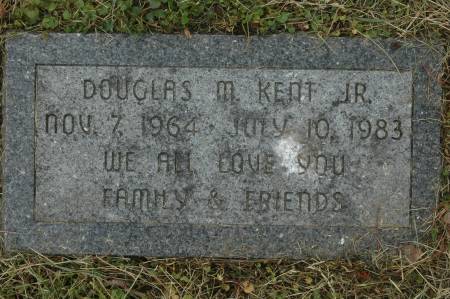 DOUGLAS M. KENT JR.
NOV. 7, 1964 · JULY 10, 1983
WE ALL LOVE YOU
FAMILY & FRIENDS